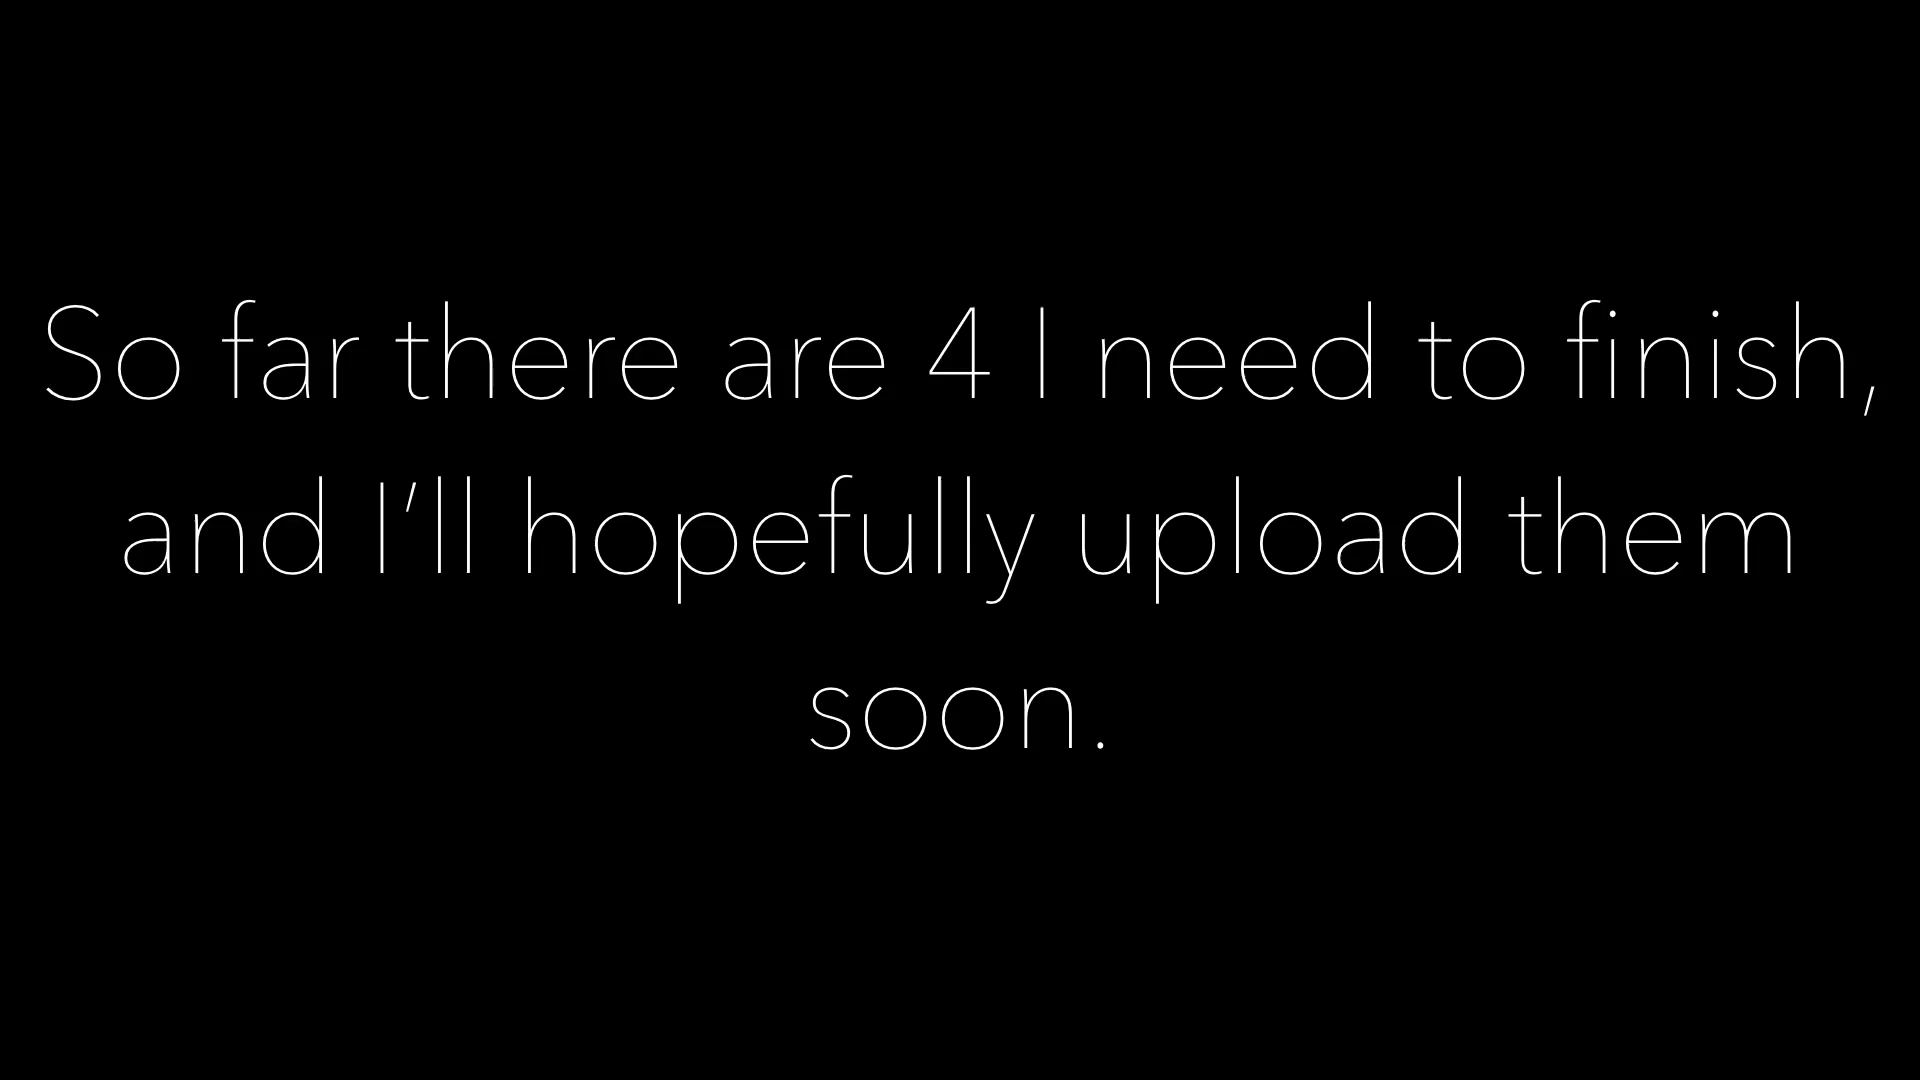 So far there are 4 I need to finish,
and I’ll hopefully upload them
soon.